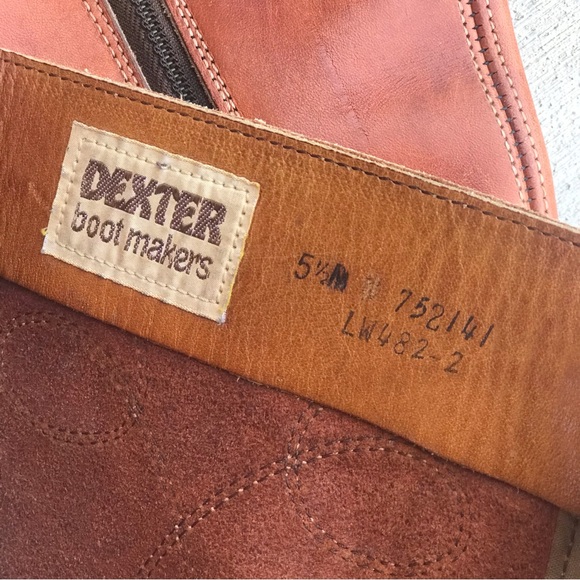 DEXTER
boot makers
5½M 752141
LW482-2